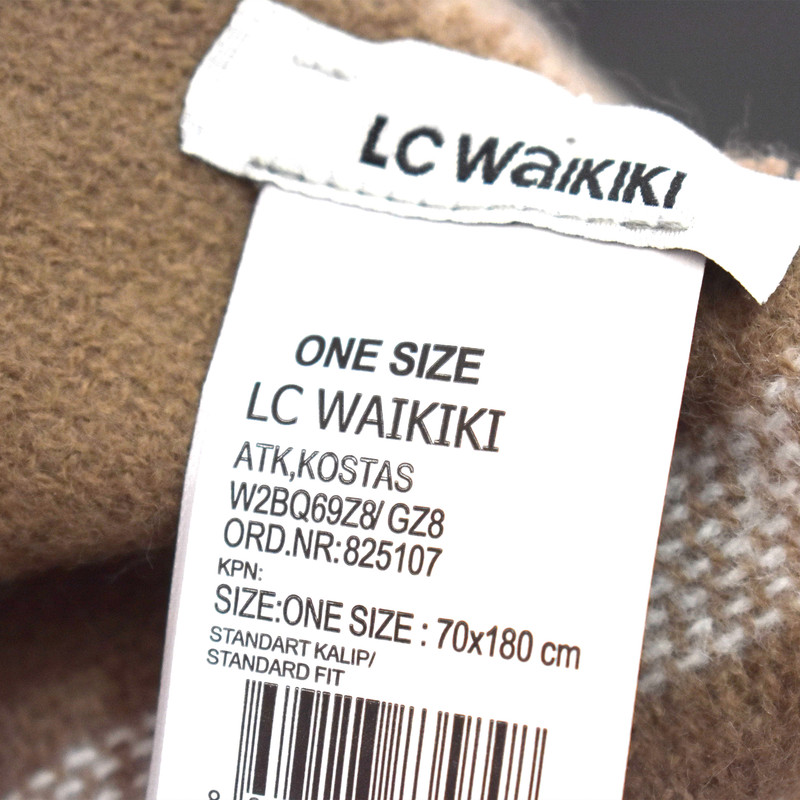 LC WAIKIKI
ONE SIZE
LC WAIKIKI
ATK,KOSTAS
W2BQ69Z8/ GZ8
ORD.NR:825107
KPN:
SIZE:ONE SIZE : 70x180 cm
STANDART KALIP/
STANDARD FIT